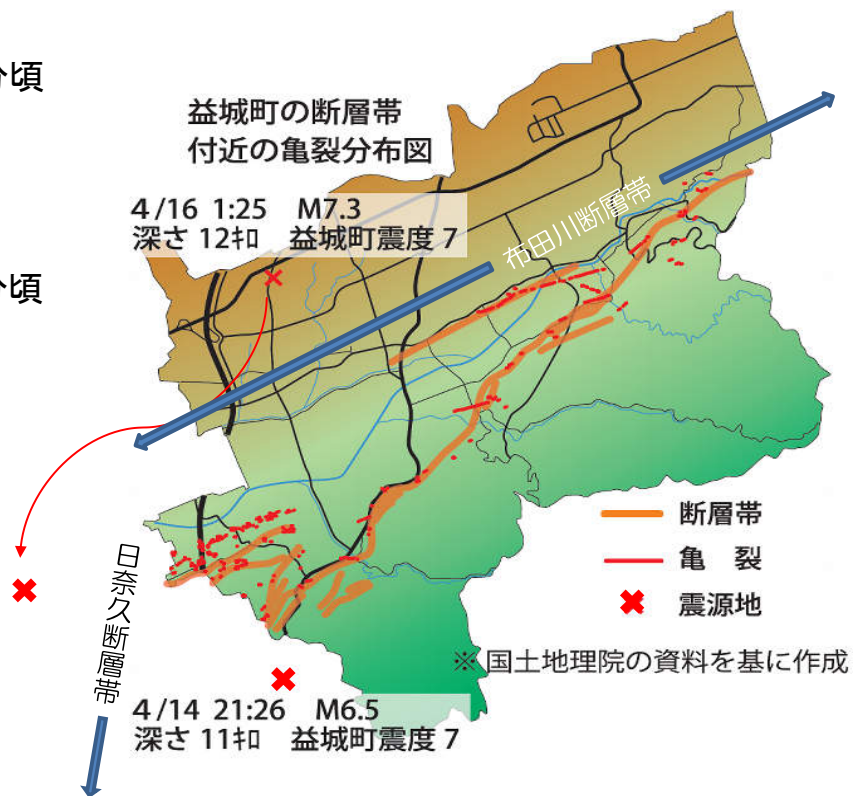 分頃
益城町の断層帯
付近の亀裂分布図
4/16 1:25 M7.3
深さ 12㌔ 益城町震度 7
布田川断層帯
分頃
断層帯
亀 裂
震源地
日奈久断層帯
※ 国土地理院の資料を基に作成
4/14 21:26 M6.5
深さ 11㌔ 益城町震度 7